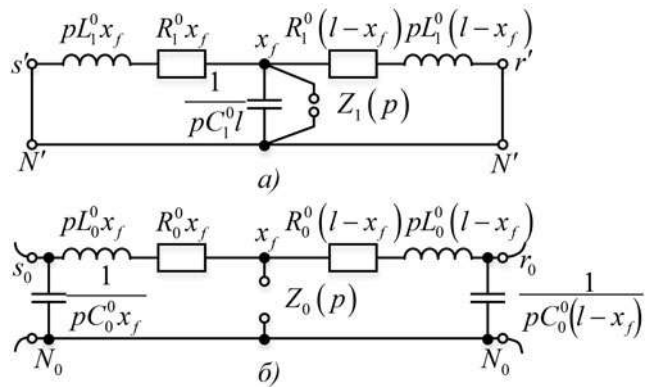 pL₁⁰x_f R₁⁰x_f x_f R₁⁰(l−x_f) pL₁⁰(l−x_f)
s' r'
1/(pC₁⁰l) Z₁(p)
N' N'
а)
pL₀⁰x_f R₀⁰x_f x_f R₀⁰(l−x_f) pL₀⁰(l−x_f)
s₀ r₀
1/(pC₀⁰x_f) Z₀(p) 1/(pC₀⁰(l−x_f))
N₀ N₀
б)